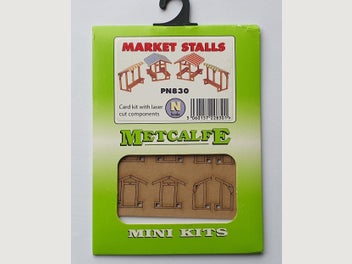 MARKET STALLS
PN830
Card kit with laser
cut components
N
METCALFE
MINI KITS